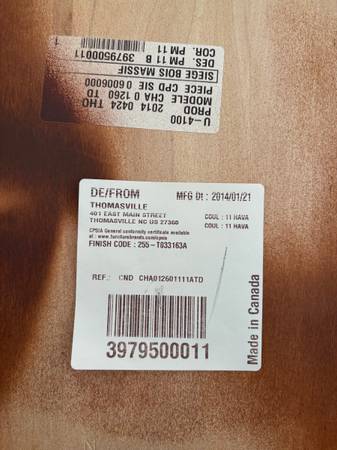 U-4100
PROD 2014 0424 THO
MODELE CHA 0 1260 TD
PIECE CPD SIE 0.6006000
SIEGE BOIS MASSIF
DES. PM 11 B 39795000011
COR. PM 11
DE/FROM
MFG Dt : 2014/01/21
THOMASVILLE
401 EAST MAIN STREET
THOMASVILLE NC US 27360
COUL : 11 HAVA
COUL : 11 HAVA
CPSIA General conformity certificate available
@ www.furniturebrands.com/cpsia
FINISH CODE : 255-T033163A
REF.: CND CHA012601111ATD
3979500011
Made in Canada